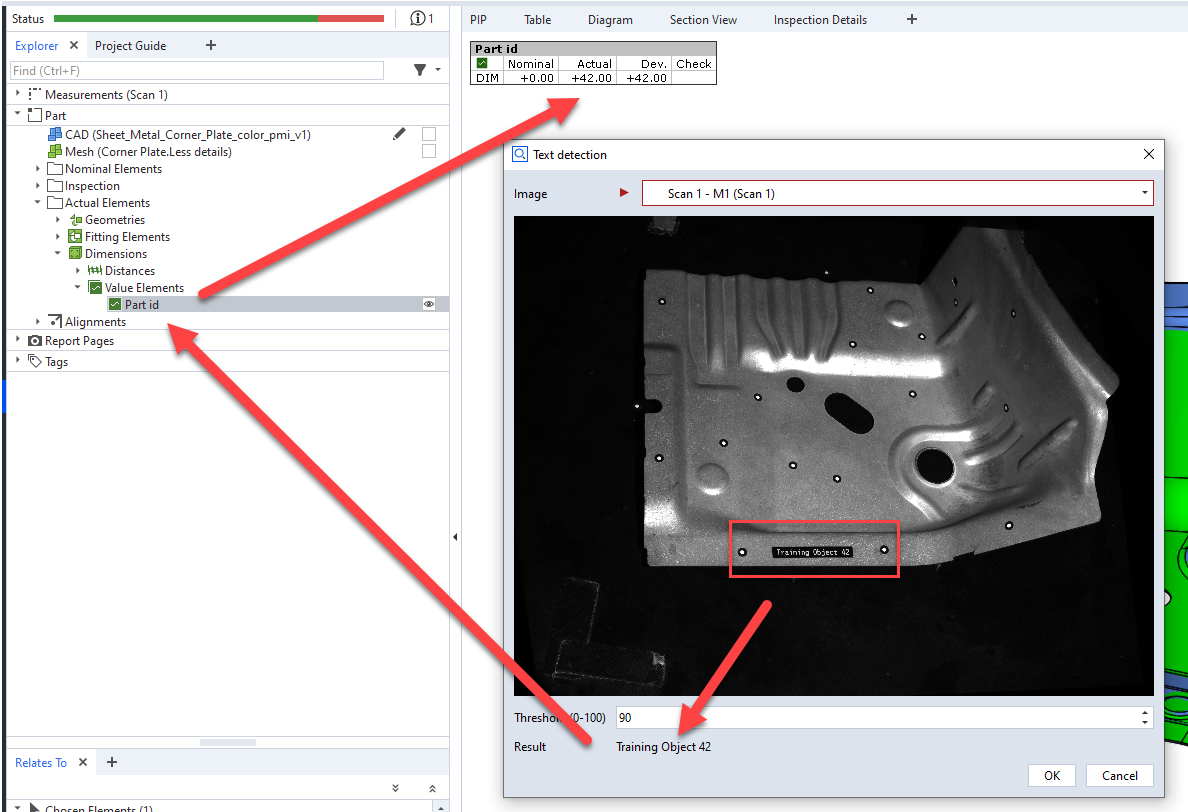 Status
1
Explorer
Project Guide
Find (Ctrl+F)
Measurements (Scan 1)
Part
CAD (Sheet_Metal_Corner_Plate_color_pmi_v1)
Mesh (Corner Plate.Less details)
Nominal Elements
Inspection
Actual Elements
Geometries
Fitting Elements
Dimensions
Distances
Value Elements
Part id
Alignments
Report Pages
Tags
Relates To
Chosen Elements (1)
PIP Table Diagram Section View Inspection Details
Part id
Nominal Actual Dev. Check
DIM +0.00 +42.00 +42.00
Text detection
Image
Scan 1 - M1 (Scan 1)
Training Object 42
Threshold (0-100) 90
Result Training Object 42
OK Cancel